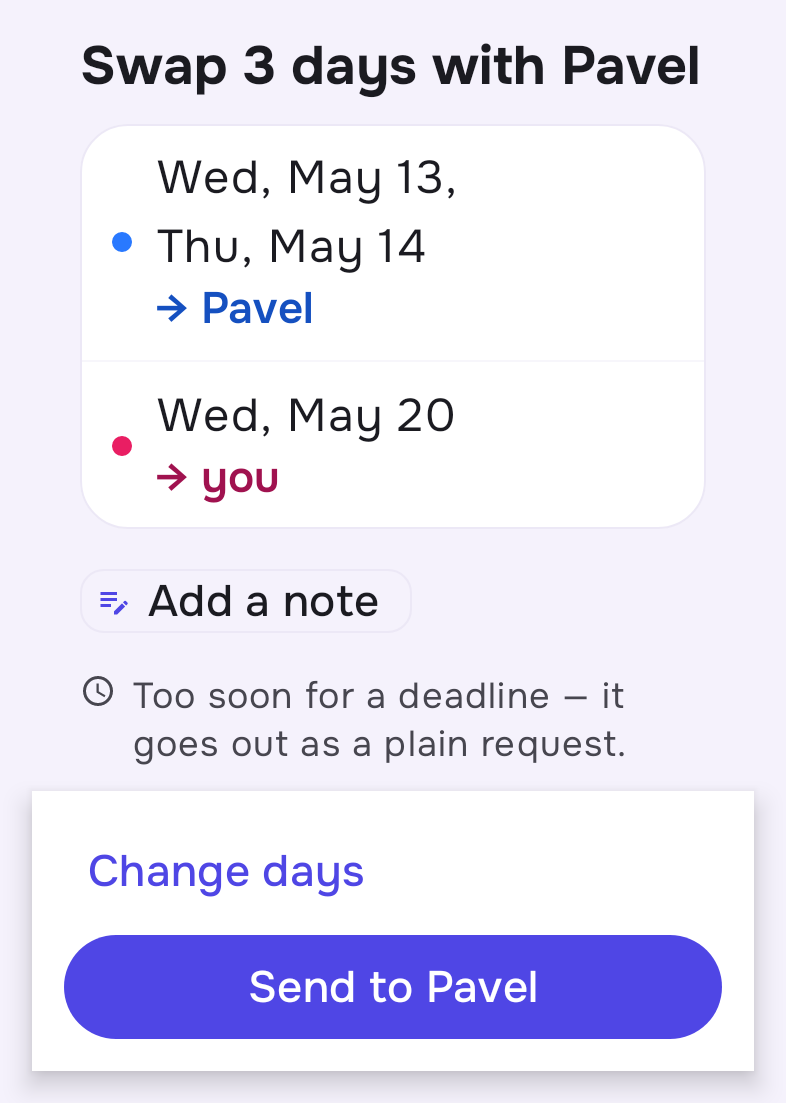 Swap 3 days with Pavel
Wed, May 13,
Thu, May 14
→ Pavel
Wed, May 20
→ you
Add a note
Too soon for a deadline — it
goes out as a plain request.
Change days
Send to Pavel